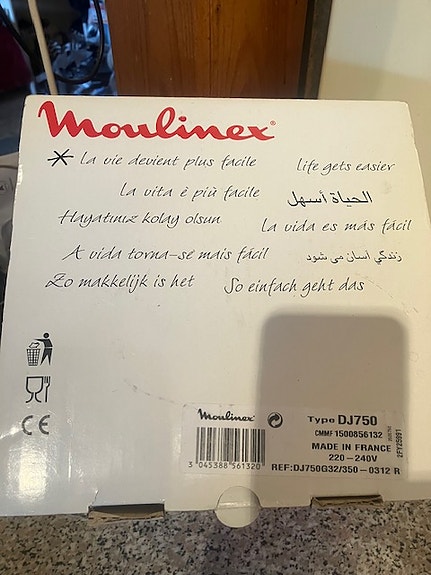 Moulinex®
* La vie devient plus facile
Life gets easier
La vita è più facile
الحياة أسهل
Hayatınız kolay olsun
La vida es más fácil
A vida torna-se mais fácil
زندگی آسان می شود
Zo makkelijk is het
So einfach geht das
CE
Moulinex
Type DJ750
CMMF 1500856132
MADE IN FRANCE
220-240V
REF:DJ750G32/350-0312 R
3 045388 561320